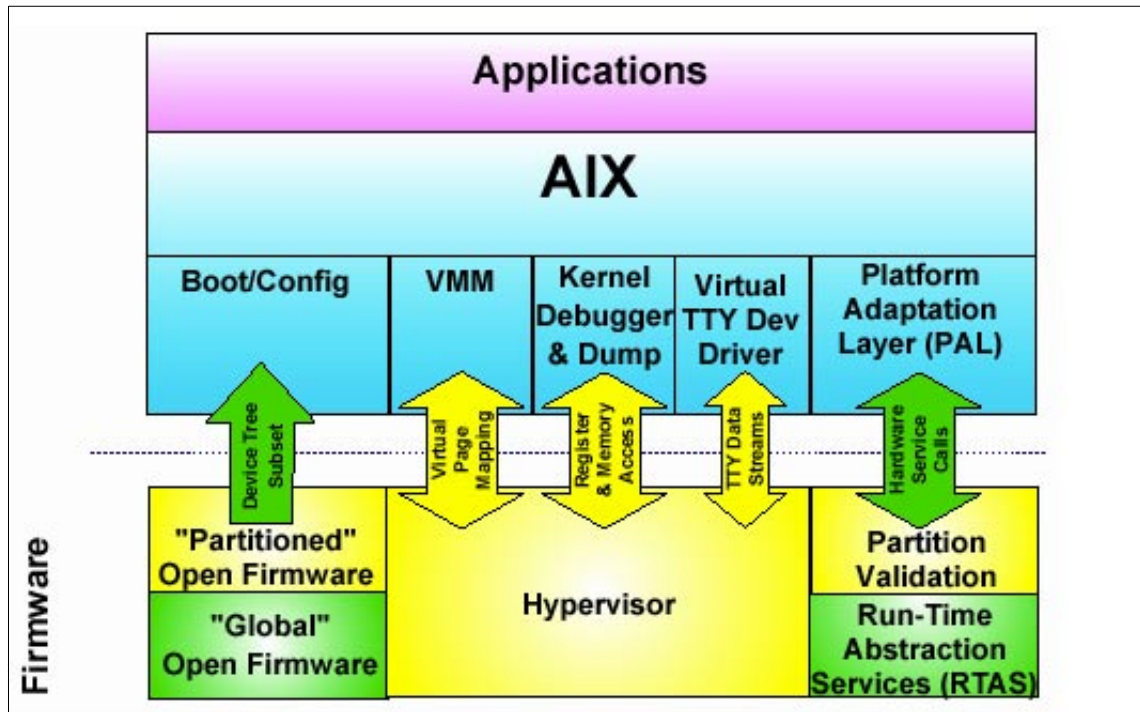 Applications
AIX
Boot/Config
VMM
Kernel
Debugger
& Dump
Virtual
TTY Dev
Driver
Platform
Adaptation
Layer (PAL)
Device Tree
Subset
Virtual
Page
Mapping
Register
& Memory
Access
TTY Data
Streams
Hardware
Service
Calls
Firmware
"Partitioned"
Open Firmware
"Global"
Open Firmware
Hypervisor
Partition
Validation
Run-Time
Abstraction
Services (RTAS)